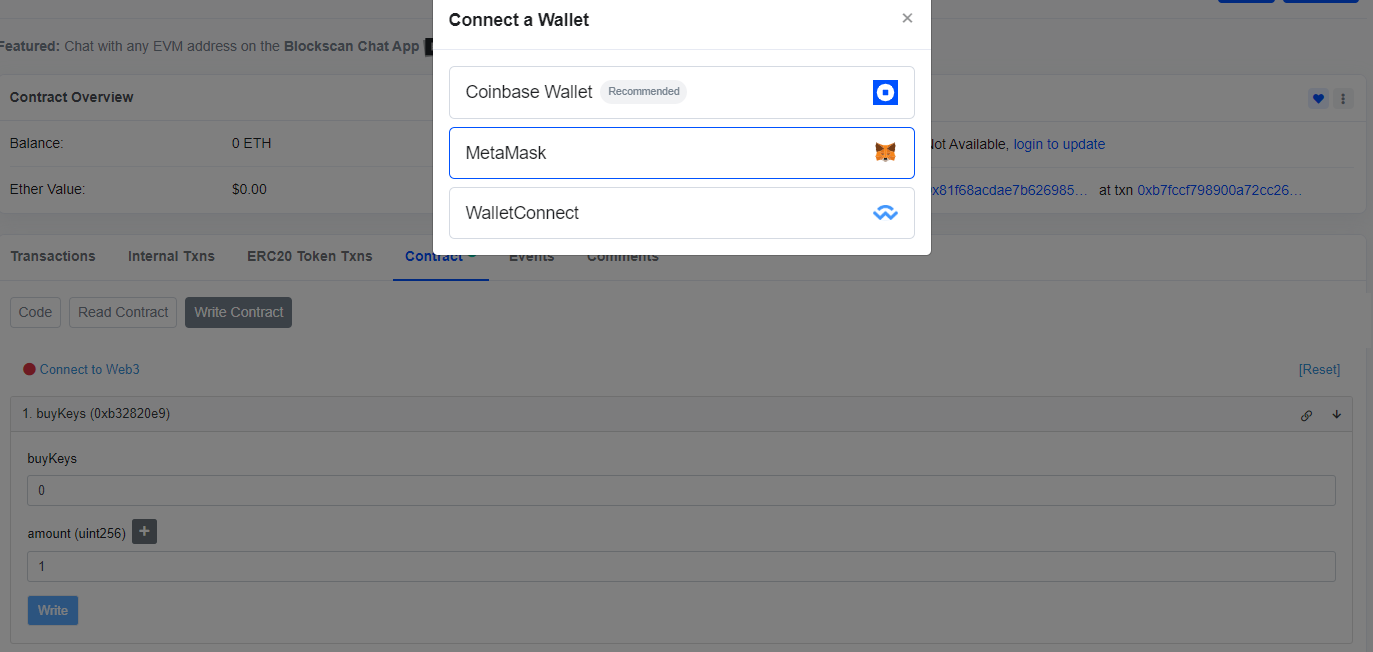 Connect a Wallet
×
Featured: Chat with any EVM address on the Blockscan Chat App
Coinbase Wallet Recommended
MetaMask
WalletConnect
Contract Overview
Balance: 0 ETH
Ether Value: $0.00
Not Available, login to update
0x81f68acdae7b626985... at txn 0xb7fccf798900a72cc26...
Transactions Internal Txns ERC20 Token Txns Contract Events Comments
Code Read Contract Write Contract
Connect to Web3 [Reset]
1. buyKeys (0xb32820e9)
buyKeys
0
amount (uint256) +
1
Write